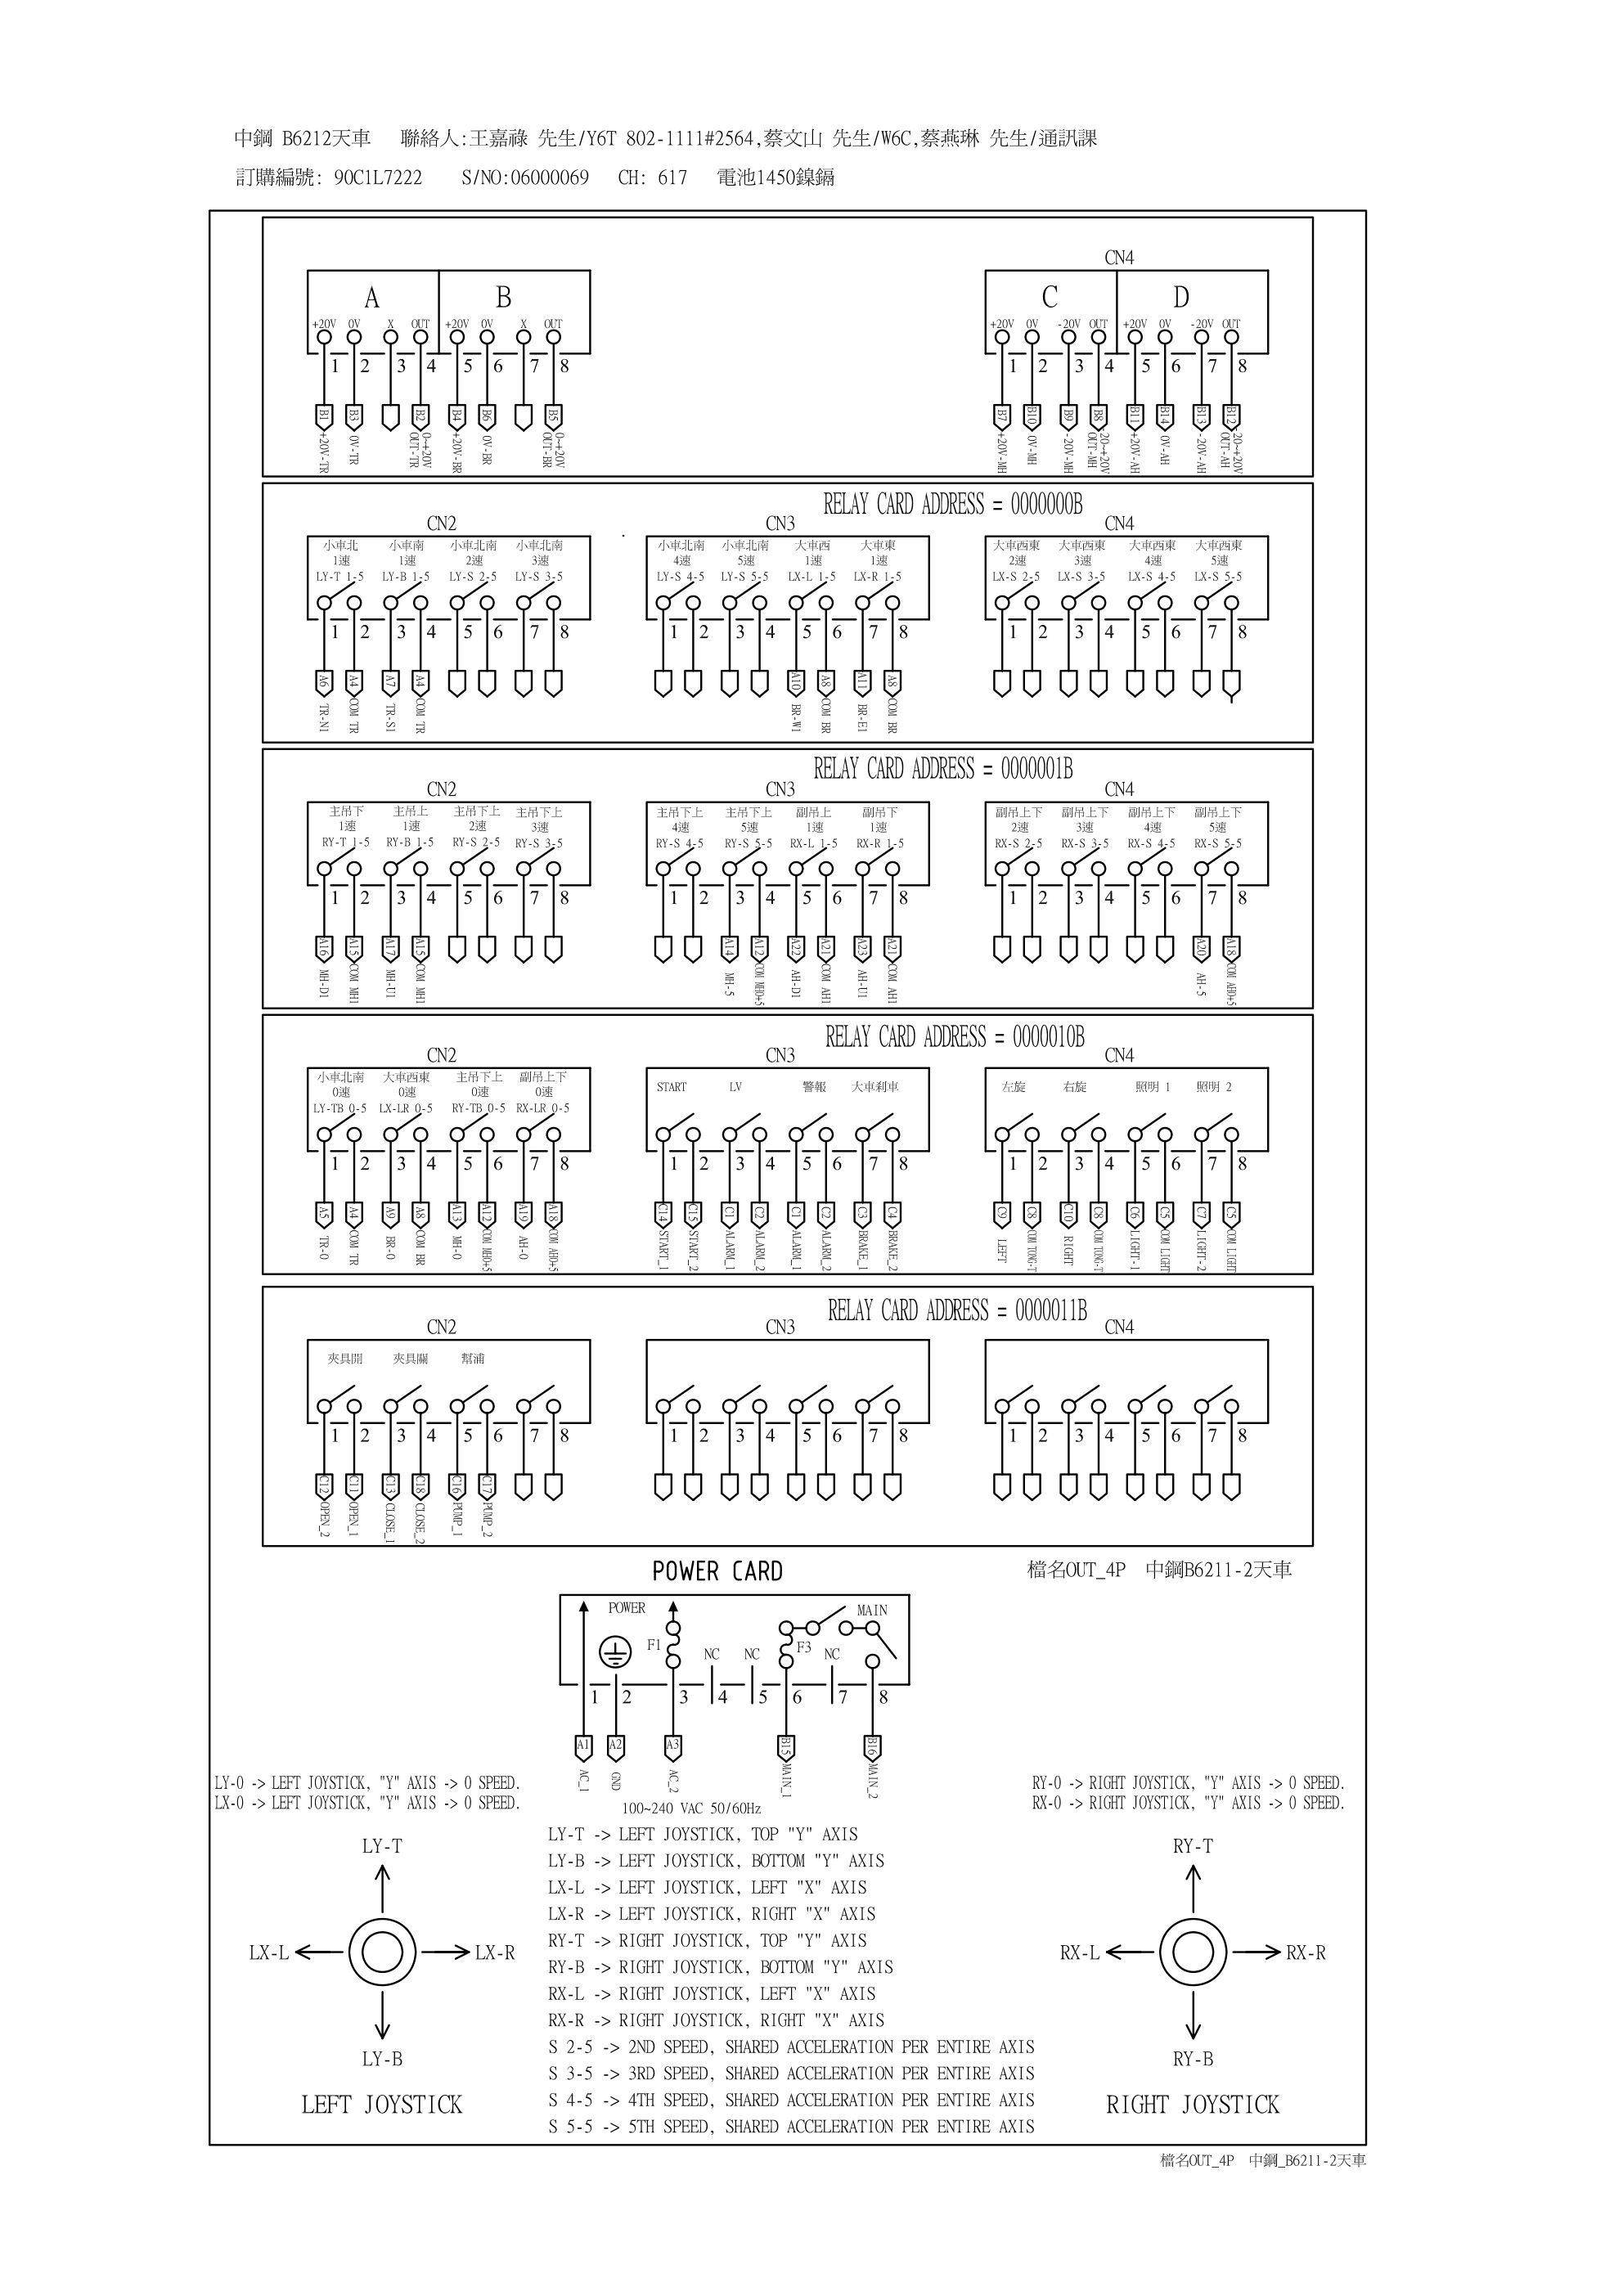 中鋼 B6212天車 聯絡人:王嘉祿 先生/Y6T 802-1111#2564,蔡文山 先生/W6C,蔡燕琳 先生/通訊課
訂購編號: 90C1L7222 S/NO:06000069 CH: 617 電池1450鎳鎘
CN4
A B C D
+20V 0V X OUT +20V 0V X OUT +20V 0V -20V OUT +20V 0V -20V OUT
1 2 3 4 5 6 7 8 1 2 3 4 5 6 7 8
B1 B3 B2 B4 B6 B5 B7 B10 B9 B8 B11 B14 B13 B12
+20V-TR 0V-TR 0~+20V OUT-TR +20V-BR 0V-BR 0~+20V OUT-BR +20V-MH 0V-MH -20V-MH -20~+20V OUT-MH +20V-AH 0V-AH -20V-AH -20~+20V OUT-AH
RELAY CARD ADDRESS = 0000000B
CN2 CN3 CN4
小車北 小車南 小車北南 小車北南 小車北南 小車北南 大車西 大車東 大車西東 大車西東 大車西東 大車西東
1速 1速 2速 3速 4速 5速 1速 1速 2速 3速 4速 5速
LY-T 1-5 LY-B 1-5 LY-S 2-5 LY-S 3-5 LY-S 4-5 LY-S 5-5 LX-L 1-5 LX-R 1-5 LX-S 2-5 LX-S 3-5 LX-S 4-5 LX-S 5-5
1 2 3 4 5 6 7 8 1 2 3 4 5 6 7 8 1 2 3 4 5 6 7 8
A6 A4 A7 A4 A10 A8 A11 A8
TR-N1 COM TR TR-S1 COM TR BR-W1 COM BR BR-E1 COM BR
RELAY CARD ADDRESS = 0000001B
CN2 CN3 CN4
主吊下 主吊上 主吊下上 主吊下上 主吊下上 主吊下上 副吊上 副吊下 副吊上下 副吊上下 副吊上下 副吊上下
1速 1速 2速 3速 4速 5速 1速 1速 2速 3速 4速 5速
RY-T 1-5 RY-B 1-5 RY-S 2-5 RY-S 3-5 RY-S 4-5 RY-S 5-5 RX-L 1-5 RX-R 1-5 RX-S 2-5 RX-S 3-5 RX-S 4-5 RX-S 5-5
1 2 3 4 5 6 7 8 1 2 3 4 5 6 7 8 1 2 3 4 5 6 7 8
A16 A15 A17 A15 A14 A12 A22 A21 A23 A21 A20 A18
MH-D1 COM MH1 MH-U1 COM MH1 MH-5 COM MH0+5 AH-D1 COM AH1 AH-U1 COM AH1 AH-5 COM AH0+5
RELAY CARD ADDRESS = 0000010B
CN2 CN3 CN4
小車北南 大車西東 主吊下上 副吊上下 START LV 警報 大車剎車 左旋 右旋 照明 1 照明 2
0速 0速 0速 0速
LY-TB 0-5 LX-LR 0-5 RY-TB 0-5 RX-LR 0-5
1 2 3 4 5 6 7 8 1 2 3 4 5 6 7 8 1 2 3 4 5 6 7 8
A5 A4 A9 A8 A13 A12 A19 A18 C14 C15 C1 C2 C1 C2 C3 C4 C9 C8 C10 C8 C6 C5 C7 C5
TR-0 COM TR BR-0 COM BR MH-0 COM MH0+5 AH-0 COM AH0+5 START_1 START_2 ALARM_1 ALARM_2 ALARM_1 ALARM_2 BRAKE_1 BRAKE_2 LEFT COM TONG-T RIGHT COM TONG-T LIGHT-1 COM LIGHT LIGHT-2 COM LIGHT
RELAY CARD ADDRESS = 0000011B
CN2 CN3 CN4
夾具開 夾具關 幫浦
1 2 3 4 5 6 7 8 1 2 3 4 5 6 7 8 1 2 3 4 5 6 7 8
C12 C11 C13 C18 C16 C17
OPEN_2 OPEN_1 CLOSE_1 CLOSE_2 PUMP_1 PUMP_2
POWER CARD
檔名OUT_4P 中鋼B6211-2天車
POWER MAIN
F1 NC NC F3 NC
1 2 3 4 5 6 7 8
A1 A2 A3 B15 B16
AC_1 GND AC_2 MAIN_1 MAIN_2
100~240 VAC 50/60Hz
LY-0 -> LEFT JOYSTICK, "Y" AXIS -> 0 SPEED.
LX-0 -> LEFT JOYSTICK, "Y" AXIS -> 0 SPEED.
RY-0 -> RIGHT JOYSTICK, "Y" AXIS -> 0 SPEED.
RX-0 -> RIGHT JOYSTICK, "Y" AXIS -> 0 SPEED.
LY-T
LX-L LX-R
LY-B
LEFT JOYSTICK
LY-T -> LEFT JOYSTICK, TOP "Y" AXIS
LY-B -> LEFT JOYSTICK, BOTTOM "Y" AXIS
LX-L -> LEFT JOYSTICK, LEFT "X" AXIS
LX-R -> LEFT JOYSTICK, RIGHT "X" AXIS
RY-T -> RIGHT JOYSTICK, TOP "Y" AXIS
RY-B -> RIGHT JOYSTICK, BOTTOM "Y" AXIS
RX-L -> RIGHT JOYSTICK, LEFT "X" AXIS
RX-R -> RIGHT JOYSTICK, RIGHT "X" AXIS
S 2-5 -> 2ND SPEED, SHARED ACCELERATION PER ENTIRE AXIS
S 3-5 -> 3RD SPEED, SHARED ACCELERATION PER ENTIRE AXIS
S 4-5 -> 4TH SPEED, SHARED ACCELERATION PER ENTIRE AXIS
S 5-5 -> 5TH SPEED, SHARED ACCELERATION PER ENTIRE AXIS
RY-T
RX-L RX-R
RY-B
RIGHT JOYSTICK
檔名OUT_4P 中鋼_B6211-2天車